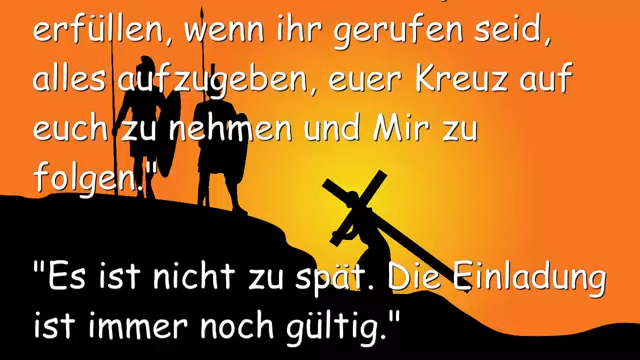 erfüllen, wenn ihr gerufen seid,
alles aufzugeben, euer Kreuz auf
euch zu nehmen und Mir zu
folgen."
"Es ist nicht zu spät. Die Einladung
ist immer noch gültig."